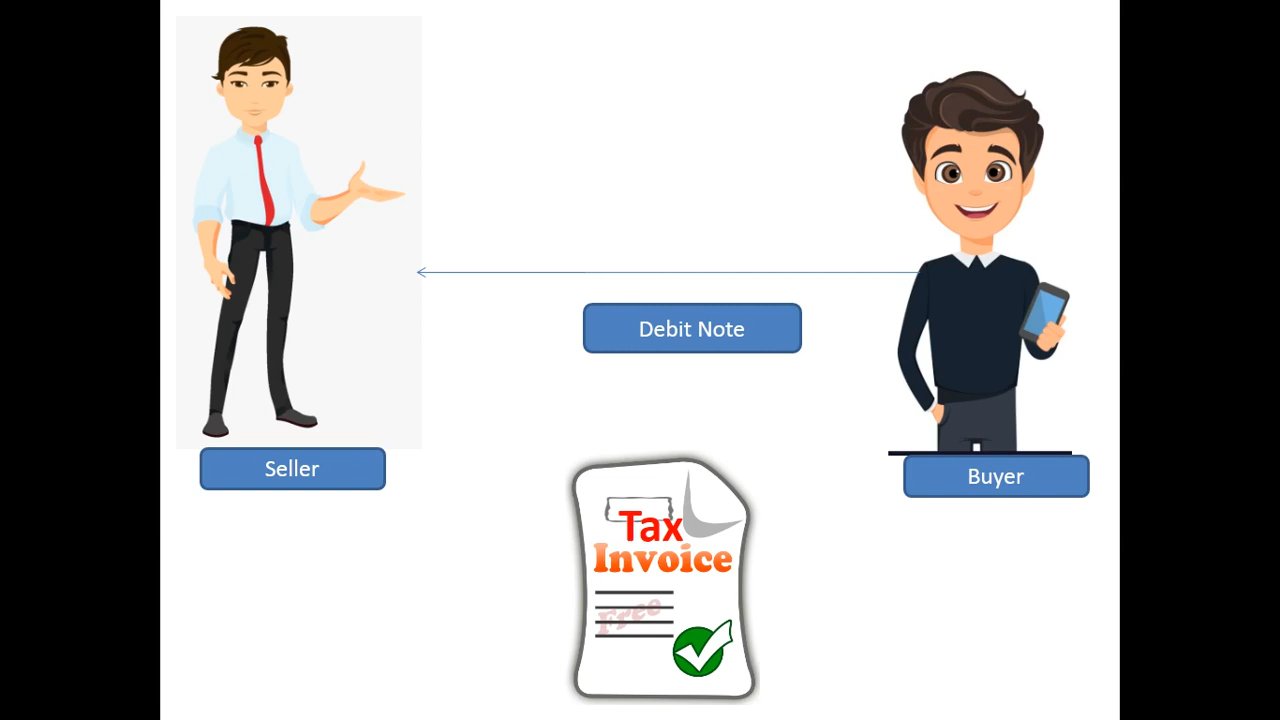 Debit Note
Seller
Buyer
Tax
Invoice
Free